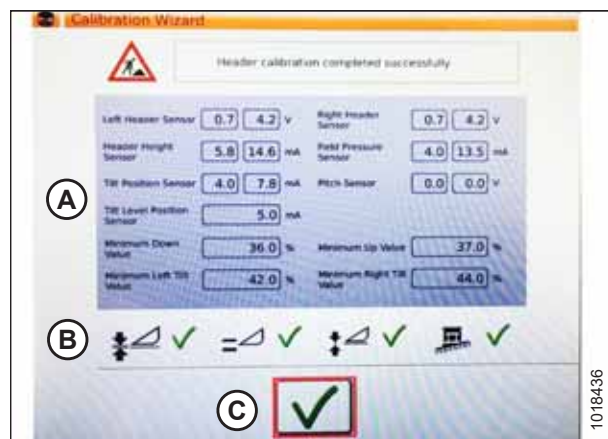 Calibration Wizard
Header calibration completed successfully
Left Header Sensor 0.7 4.2 v Right Header Sensor 0.7 4.2 v
Header Height Sensor 5.8 14.6 mA Field Pressure Sensor 4.0 13.5 mA
Tilt Position Sensor 4.0 7.8 mA Pitch Sensor 0.0 0.0 v
Tilt Level Position Sensor 5.0 mA
Minimum Down Value 36.0 % Minimum Up Value 37.0 %
Minimum Left Tilt Value 42.0 % Minimum Right Tilt Value 44.0 %
A
B
C
1018436